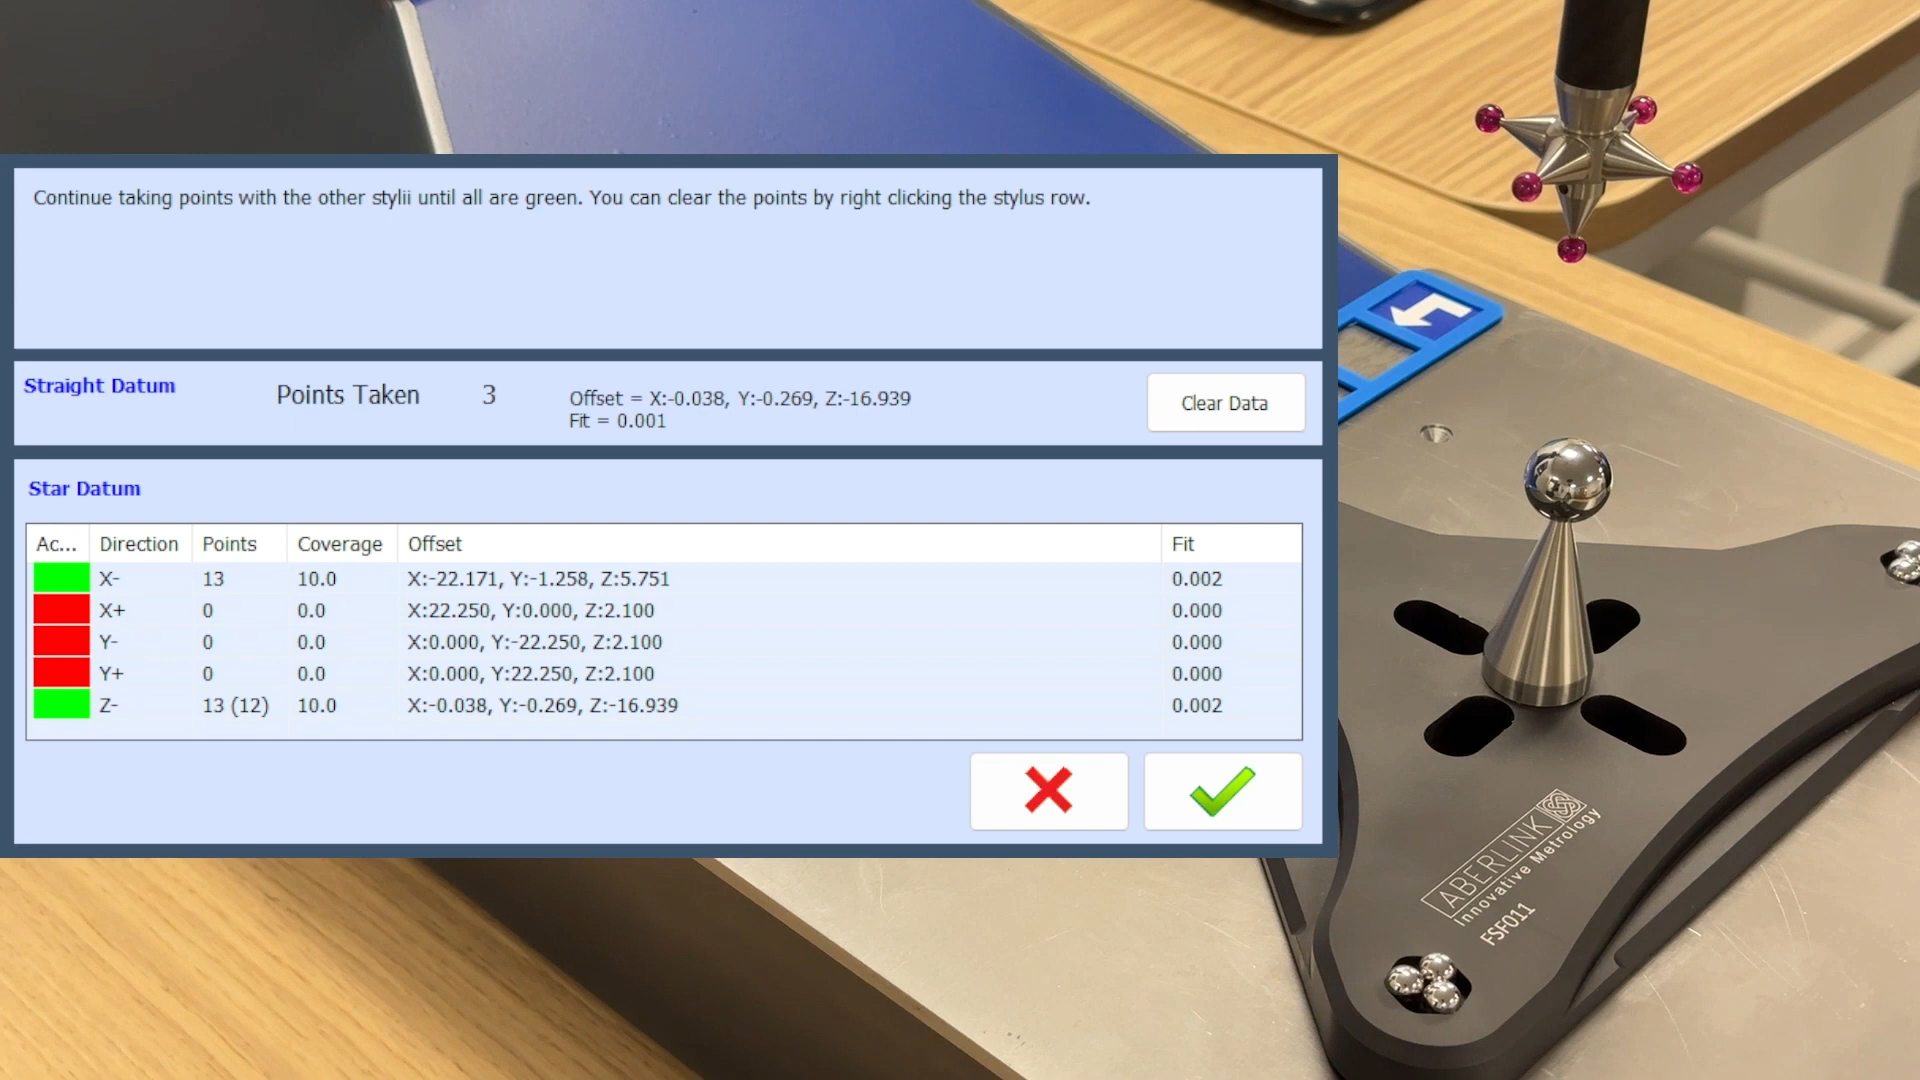 Continue taking points with the other stylii until all are green. You can clear the points by right clicking the stylus row.
Straight Datum
Points Taken 3
Offset = X:-0.038, Y:-0.269, Z:-16.939
Fit = 0.001
Clear Data
Star Datum
Ac... Direction Points Coverage Offset Fit
X- 13 10.0 X:-22.171, Y:-1.258, Z:5.751 0.002
X+ 0 0.0 X:22.250, Y:0.000, Z:2.100 0.000
Y- 0 0.0 X:0.000, Y:-22.250, Z:2.100 0.000
Y+ 0 0.0 X:0.000, Y:22.250, Z:2.100 0.000
Z- 13 (12) 10.0 X:-0.038, Y:-0.269, Z:-16.939 0.002
ABERLINK
Innovative Metrology
FSF011